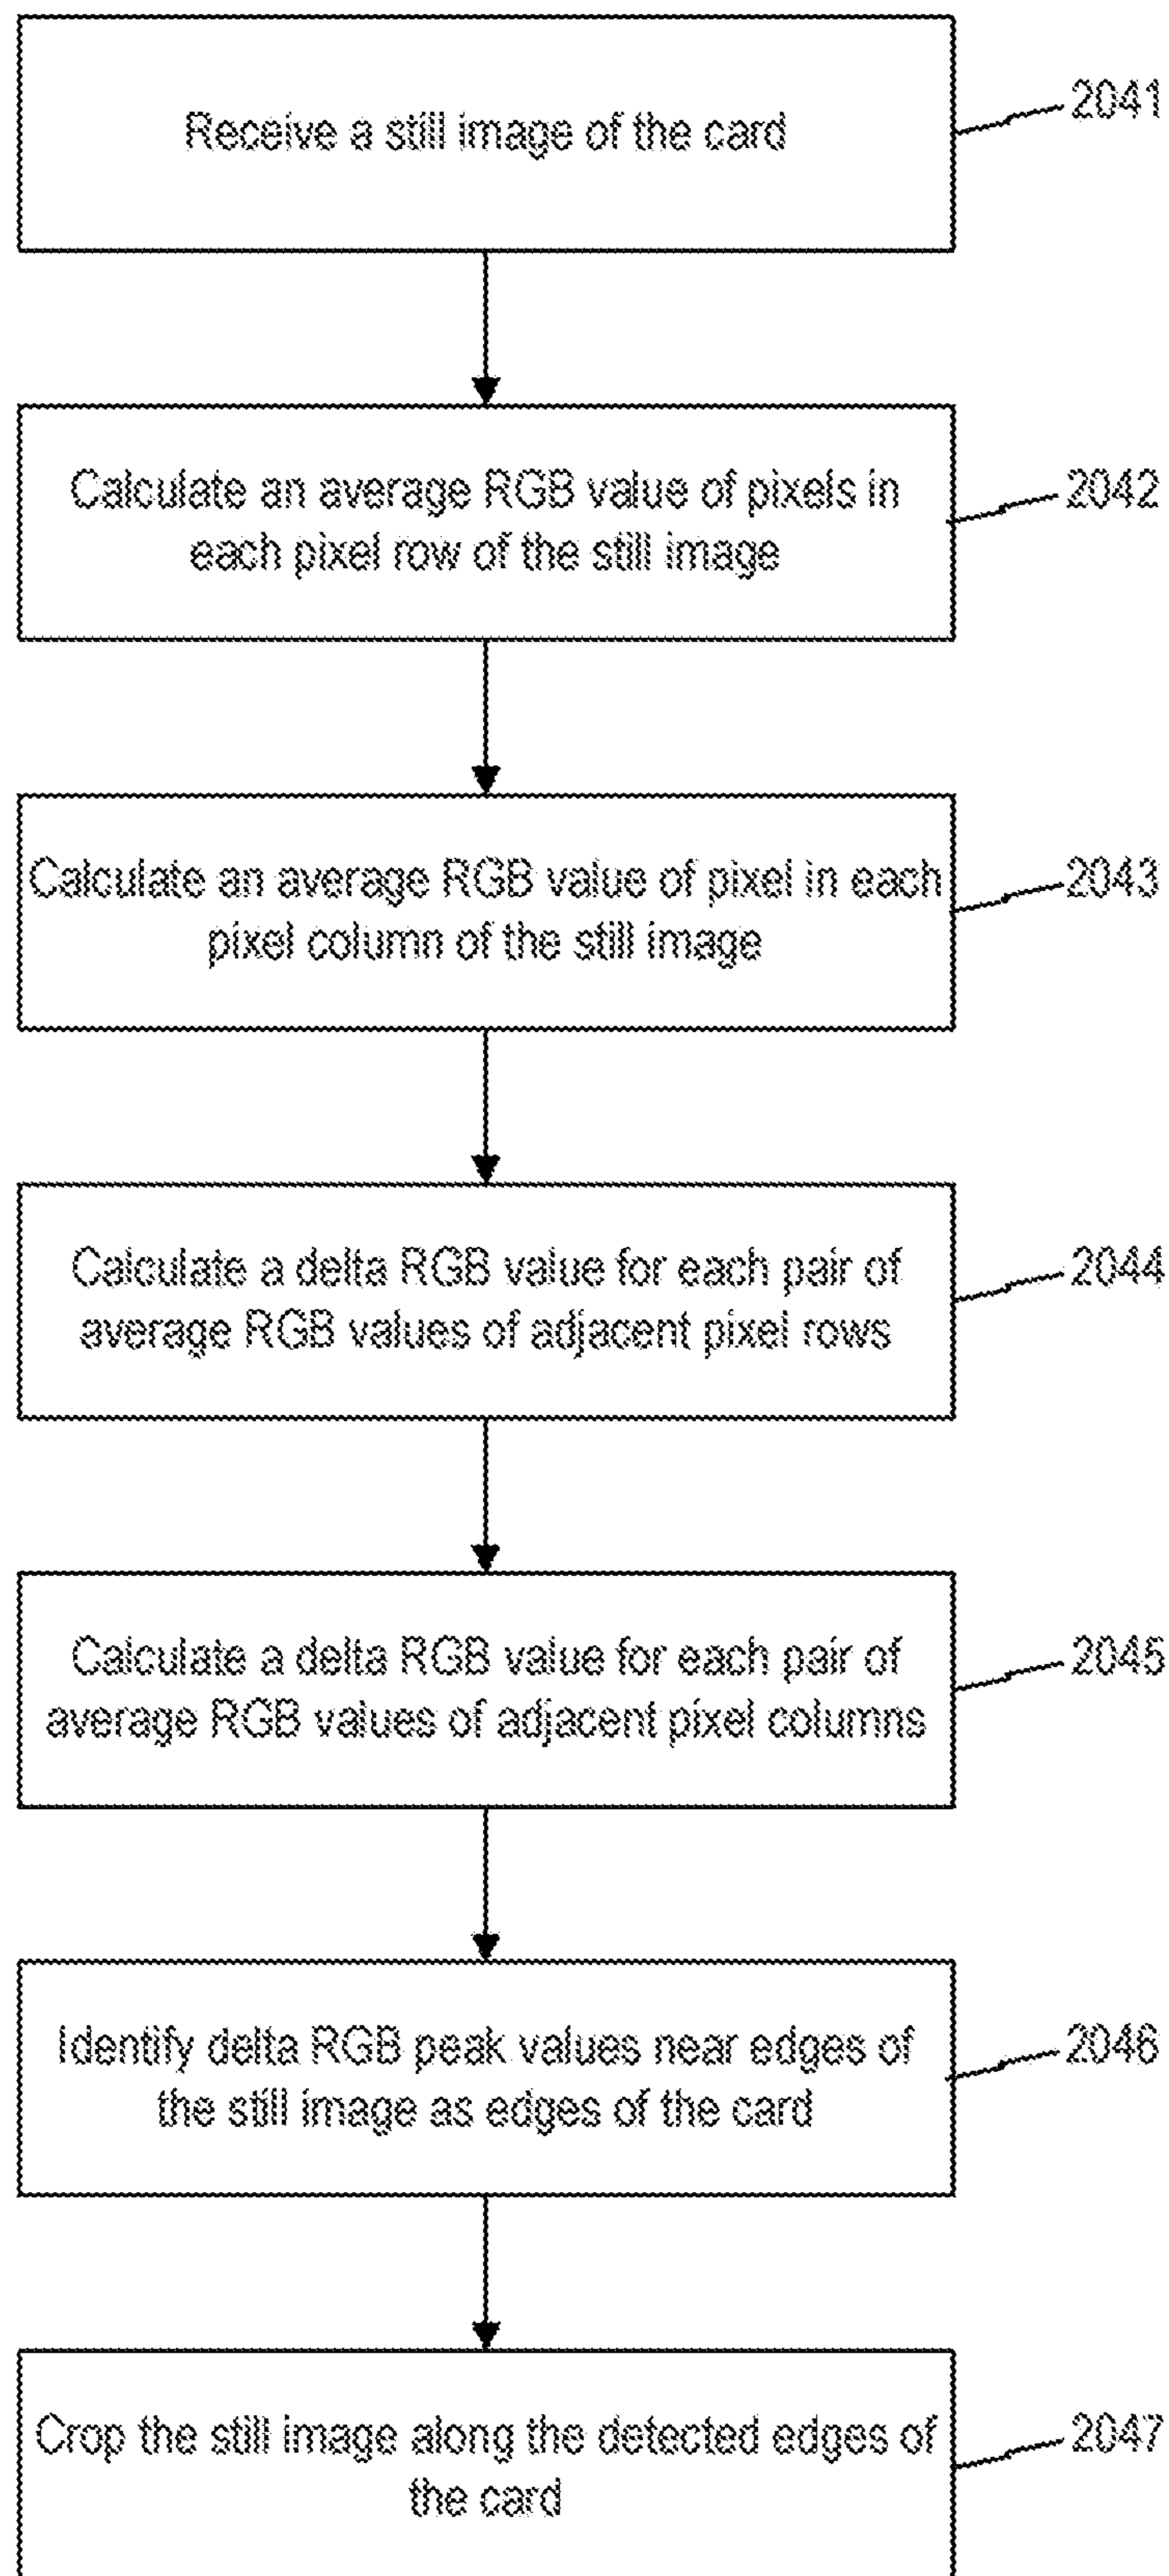 Receive a still image of the card
2041
Calculate an average RGB value of pixels in
each pixel row of the still image
2042
Calculate an average RGB value of pixel in each
pixel column of the still image
2043
Calculate a delta RGB value for each pair of
average RGB values of adjacent pixel rows
2044
Calculate a delta RGB value for each pair of
average RGB values of adjacent pixel columns
2045
Identify delta RGB peak values near edges of
the still image as edges of the card
2046
Crop the still image along the detected edges of
the card
2047